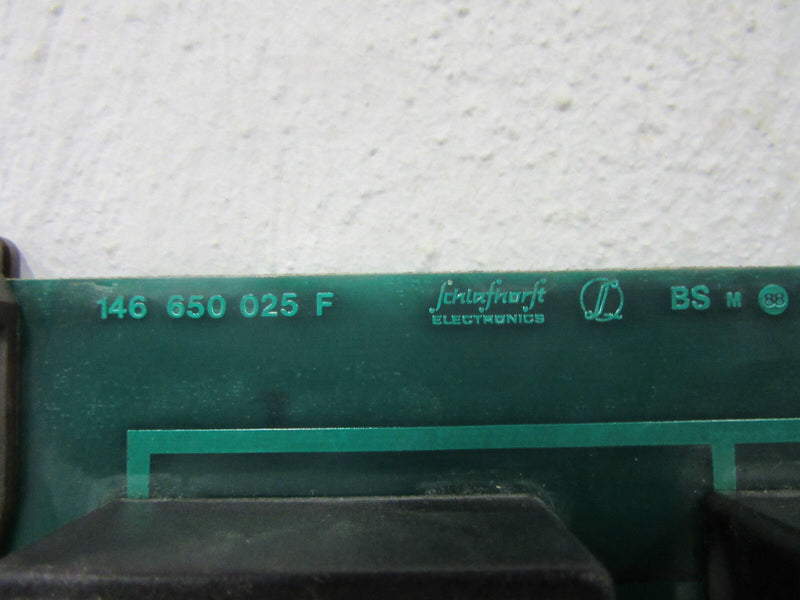 146 650 025 F Schlafhorst BS M 88
ELECTRONICS